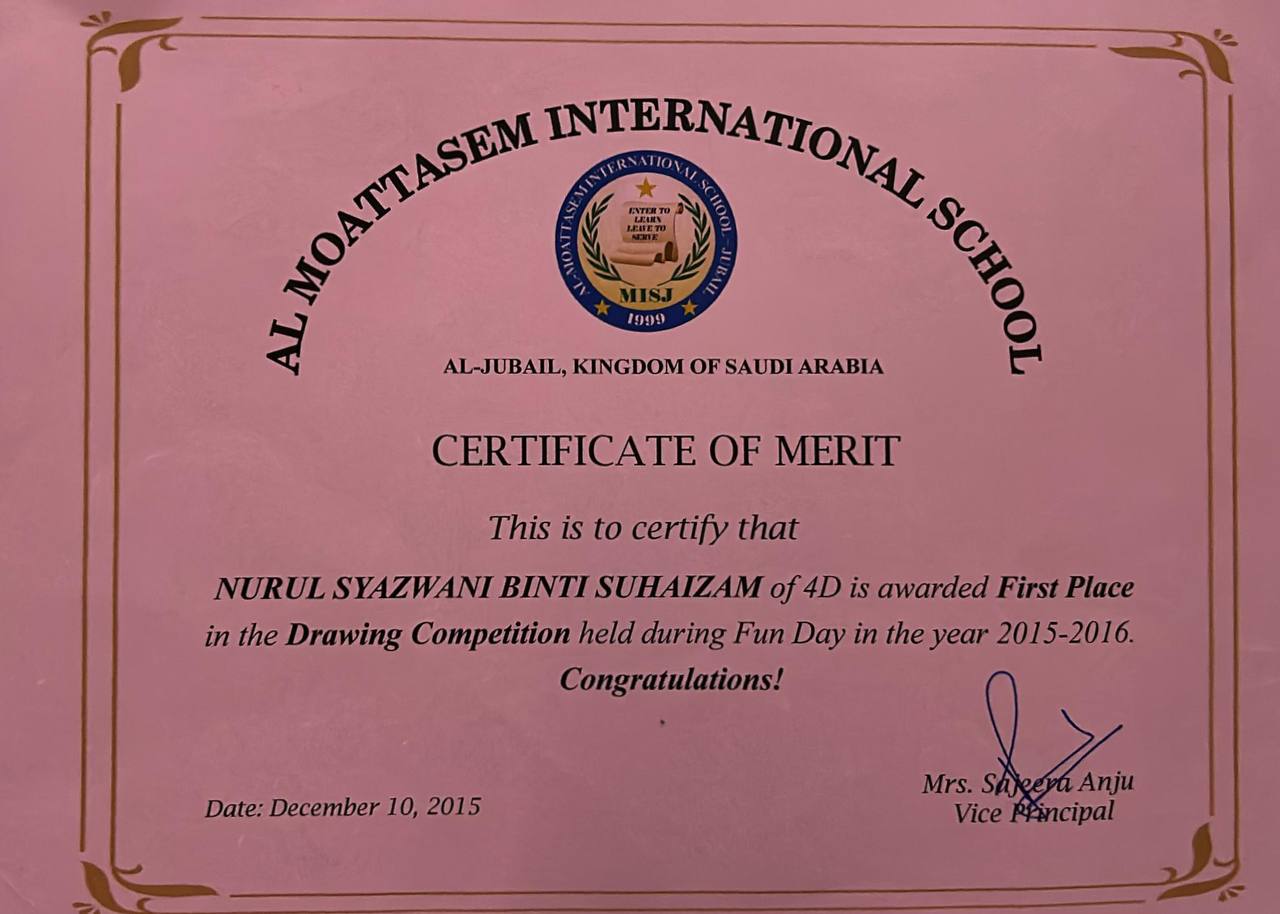 AL MOATTASEM INTERNATIONAL SCHOOL
AL-MOATTASEM INTERNATIONAL SCHOOL - JUBAIL
ENTER TO
LEARN
LEAVE TO
SERVE
MISJ
1999
AL-JUBAIL, KINGDOM OF SAUDI ARABIA
CERTIFICATE OF MERIT
This is to certify that
NURUL SYAZWANI BINTI SUHAIZAM of 4D is awarded First Place
in the Drawing Competition held during Fun Day in the year 2015-2016.
Congratulations!
Date: December 10, 2015
Mrs. Sajeera Anju
Vice Principal